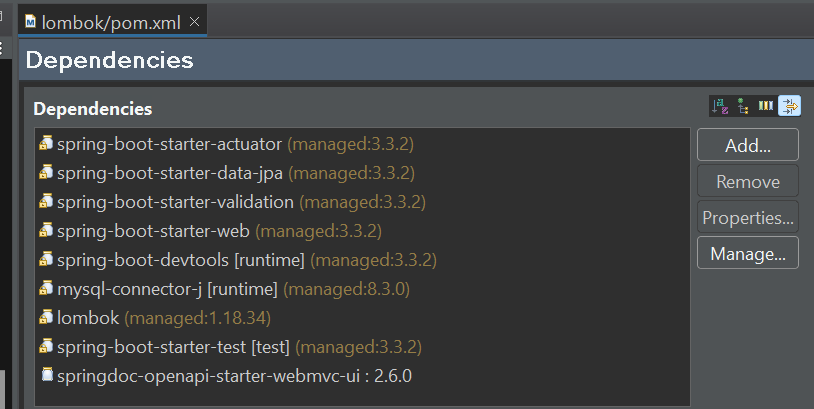 lombok/pom.xml
Dependencies
Dependencies
spring-boot-starter-actuator (managed:3.3.2)
spring-boot-starter-data-jpa (managed:3.3.2)
spring-boot-starter-validation (managed:3.3.2)
spring-boot-starter-web (managed:3.3.2)
spring-boot-devtools [runtime] (managed:3.3.2)
mysql-connector-j [runtime] (managed:8.3.0)
lombok (managed:1.18.34)
spring-boot-starter-test [test] (managed:3.3.2)
springdoc-openapi-starter-webmvc-ui : 2.6.0
Add...
Remove
Properties...
Manage...